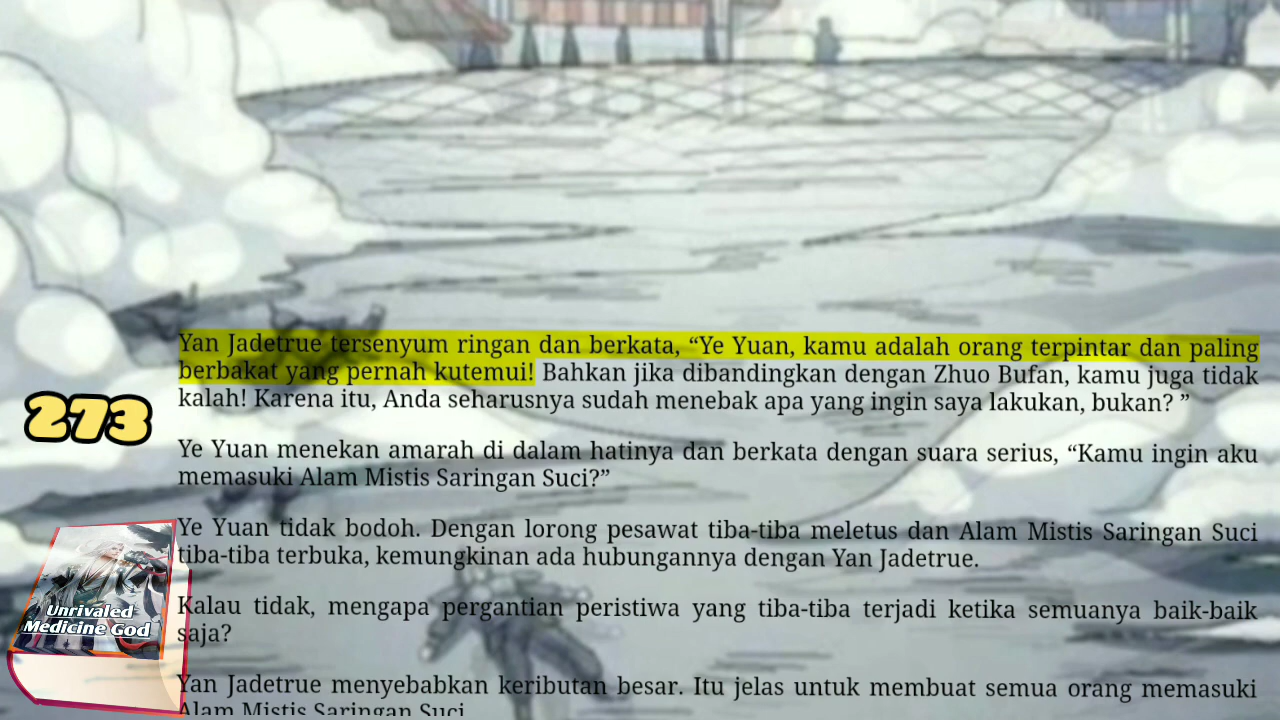 Yan Jadetrue tersenyum ringan dan berkata, “Ye Yuan, kamu adalah orang terpintar dan paling
berbakat yang pernah kutemui! Bahkan jika dibandingkan dengan Zhuo Bufan, kamu juga tidak
kalah! Karena itu, Anda seharusnya sudah menebak apa yang ingin saya lakukan, bukan? ”
273
Ye Yuan menekan amarah di dalam hatinya dan berkata dengan suara serius, “Kamu ingin aku
memasuki Alam Mistis Saringan Suci?”
Ye Yuan tidak bodoh. Dengan lorong pesawat tiba-tiba meletus dan Alam Mistis Saringan Suci
tiba-tiba terbuka, kemungkinan ada hubungannya dengan Yan Jadetrue.
Kalau tidak, mengapa pergantian peristiwa yang tiba-tiba terjadi ketika semuanya baik-baik
saja?
Unrivaled
Medicine God
Yan Jadetrue menyebabkan keributan besar. Itu jelas untuk membuat semua orang memasuki
Alam Mistis Saringan Suci